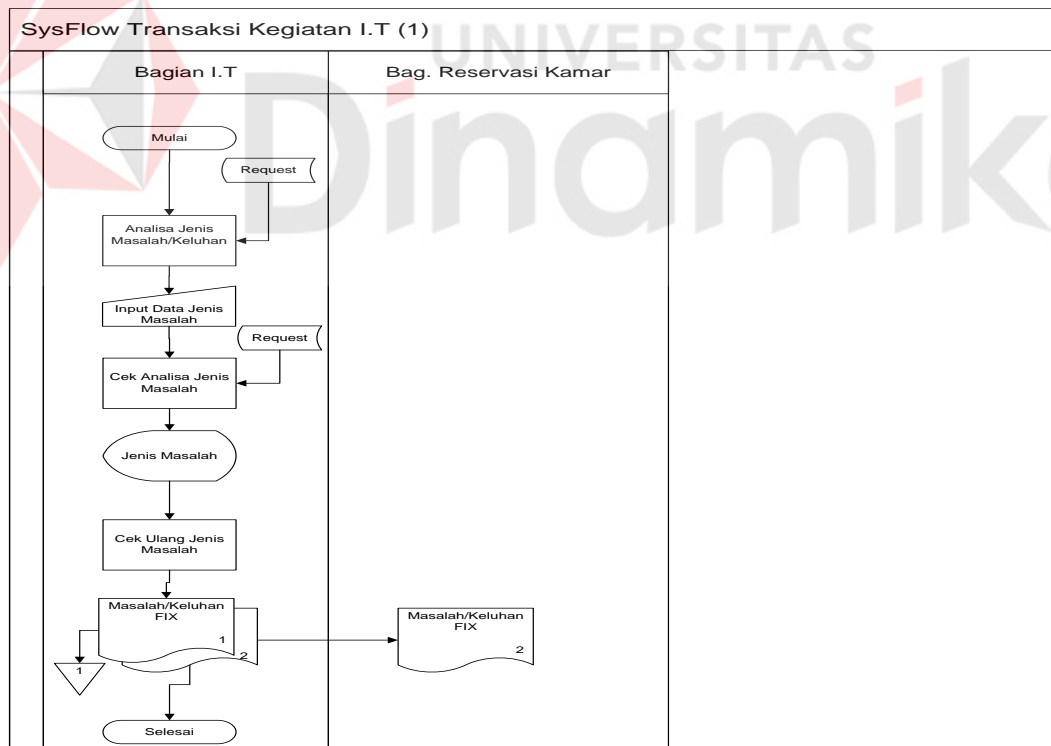 SysFlow Transaksi Kegiatan I.T (1)
UNIVERSITAS
Dinamika
Bagian I.T
Bag. Reservasi Kamar
Mulai
Request
Analisa Jenis
Masalah/Keluhan
Input Data Jenis
Masalah
Request
Cek Analisa Jenis
Masalah
Jenis Masalah
Cek Ulang Jenis
Masalah
Masalah/Keluhan
FIX
1
2
1
Masalah/Keluhan
FIX
2
Selesai